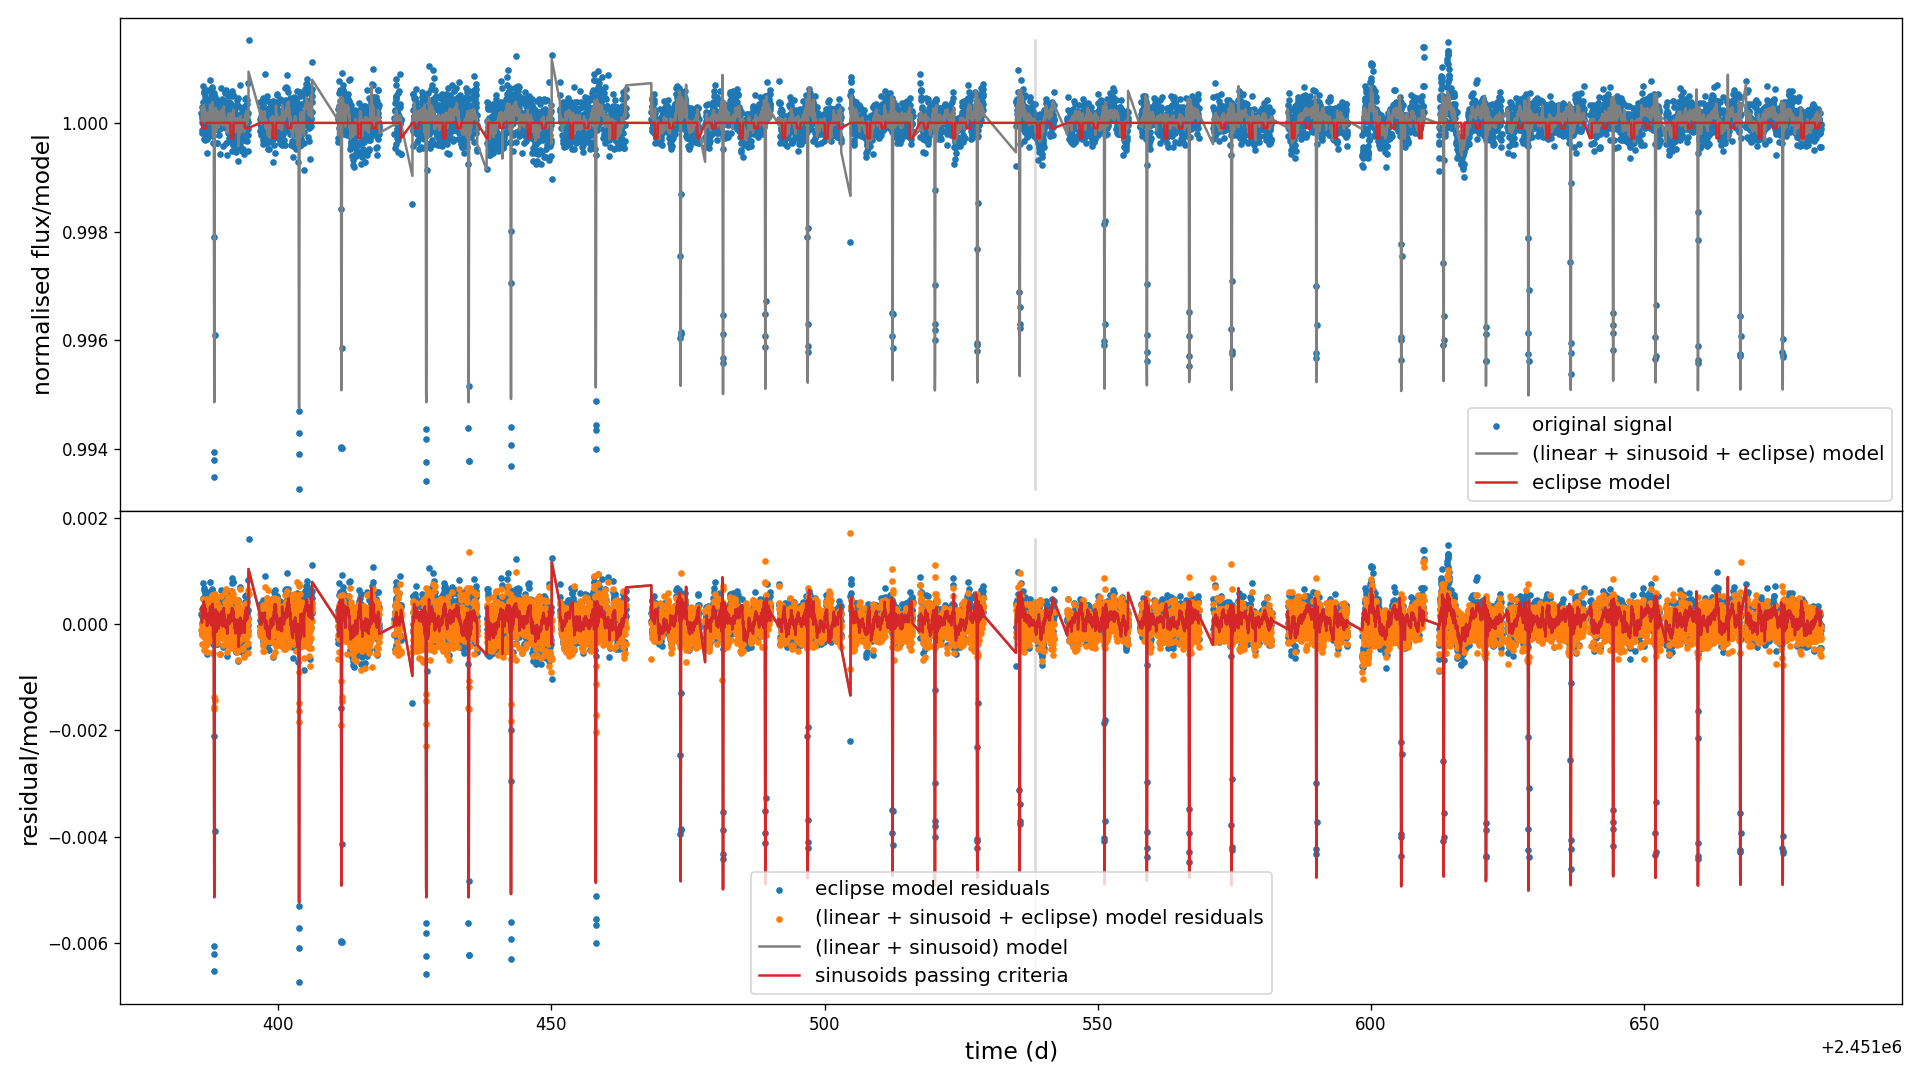 1.000
0.998
0.996
0.994
normalised flux/model
original signal
(linear + sinusoid + eclipse) model
eclipse model
0.002
0.000
−0.002
−0.004
−0.006
residual/model
eclipse model residuals
(linear + sinusoid + eclipse) model residuals
(linear + sinusoid) model
sinusoids passing criteria
400 450 500 550 600 650
time (d)
+2.451e6